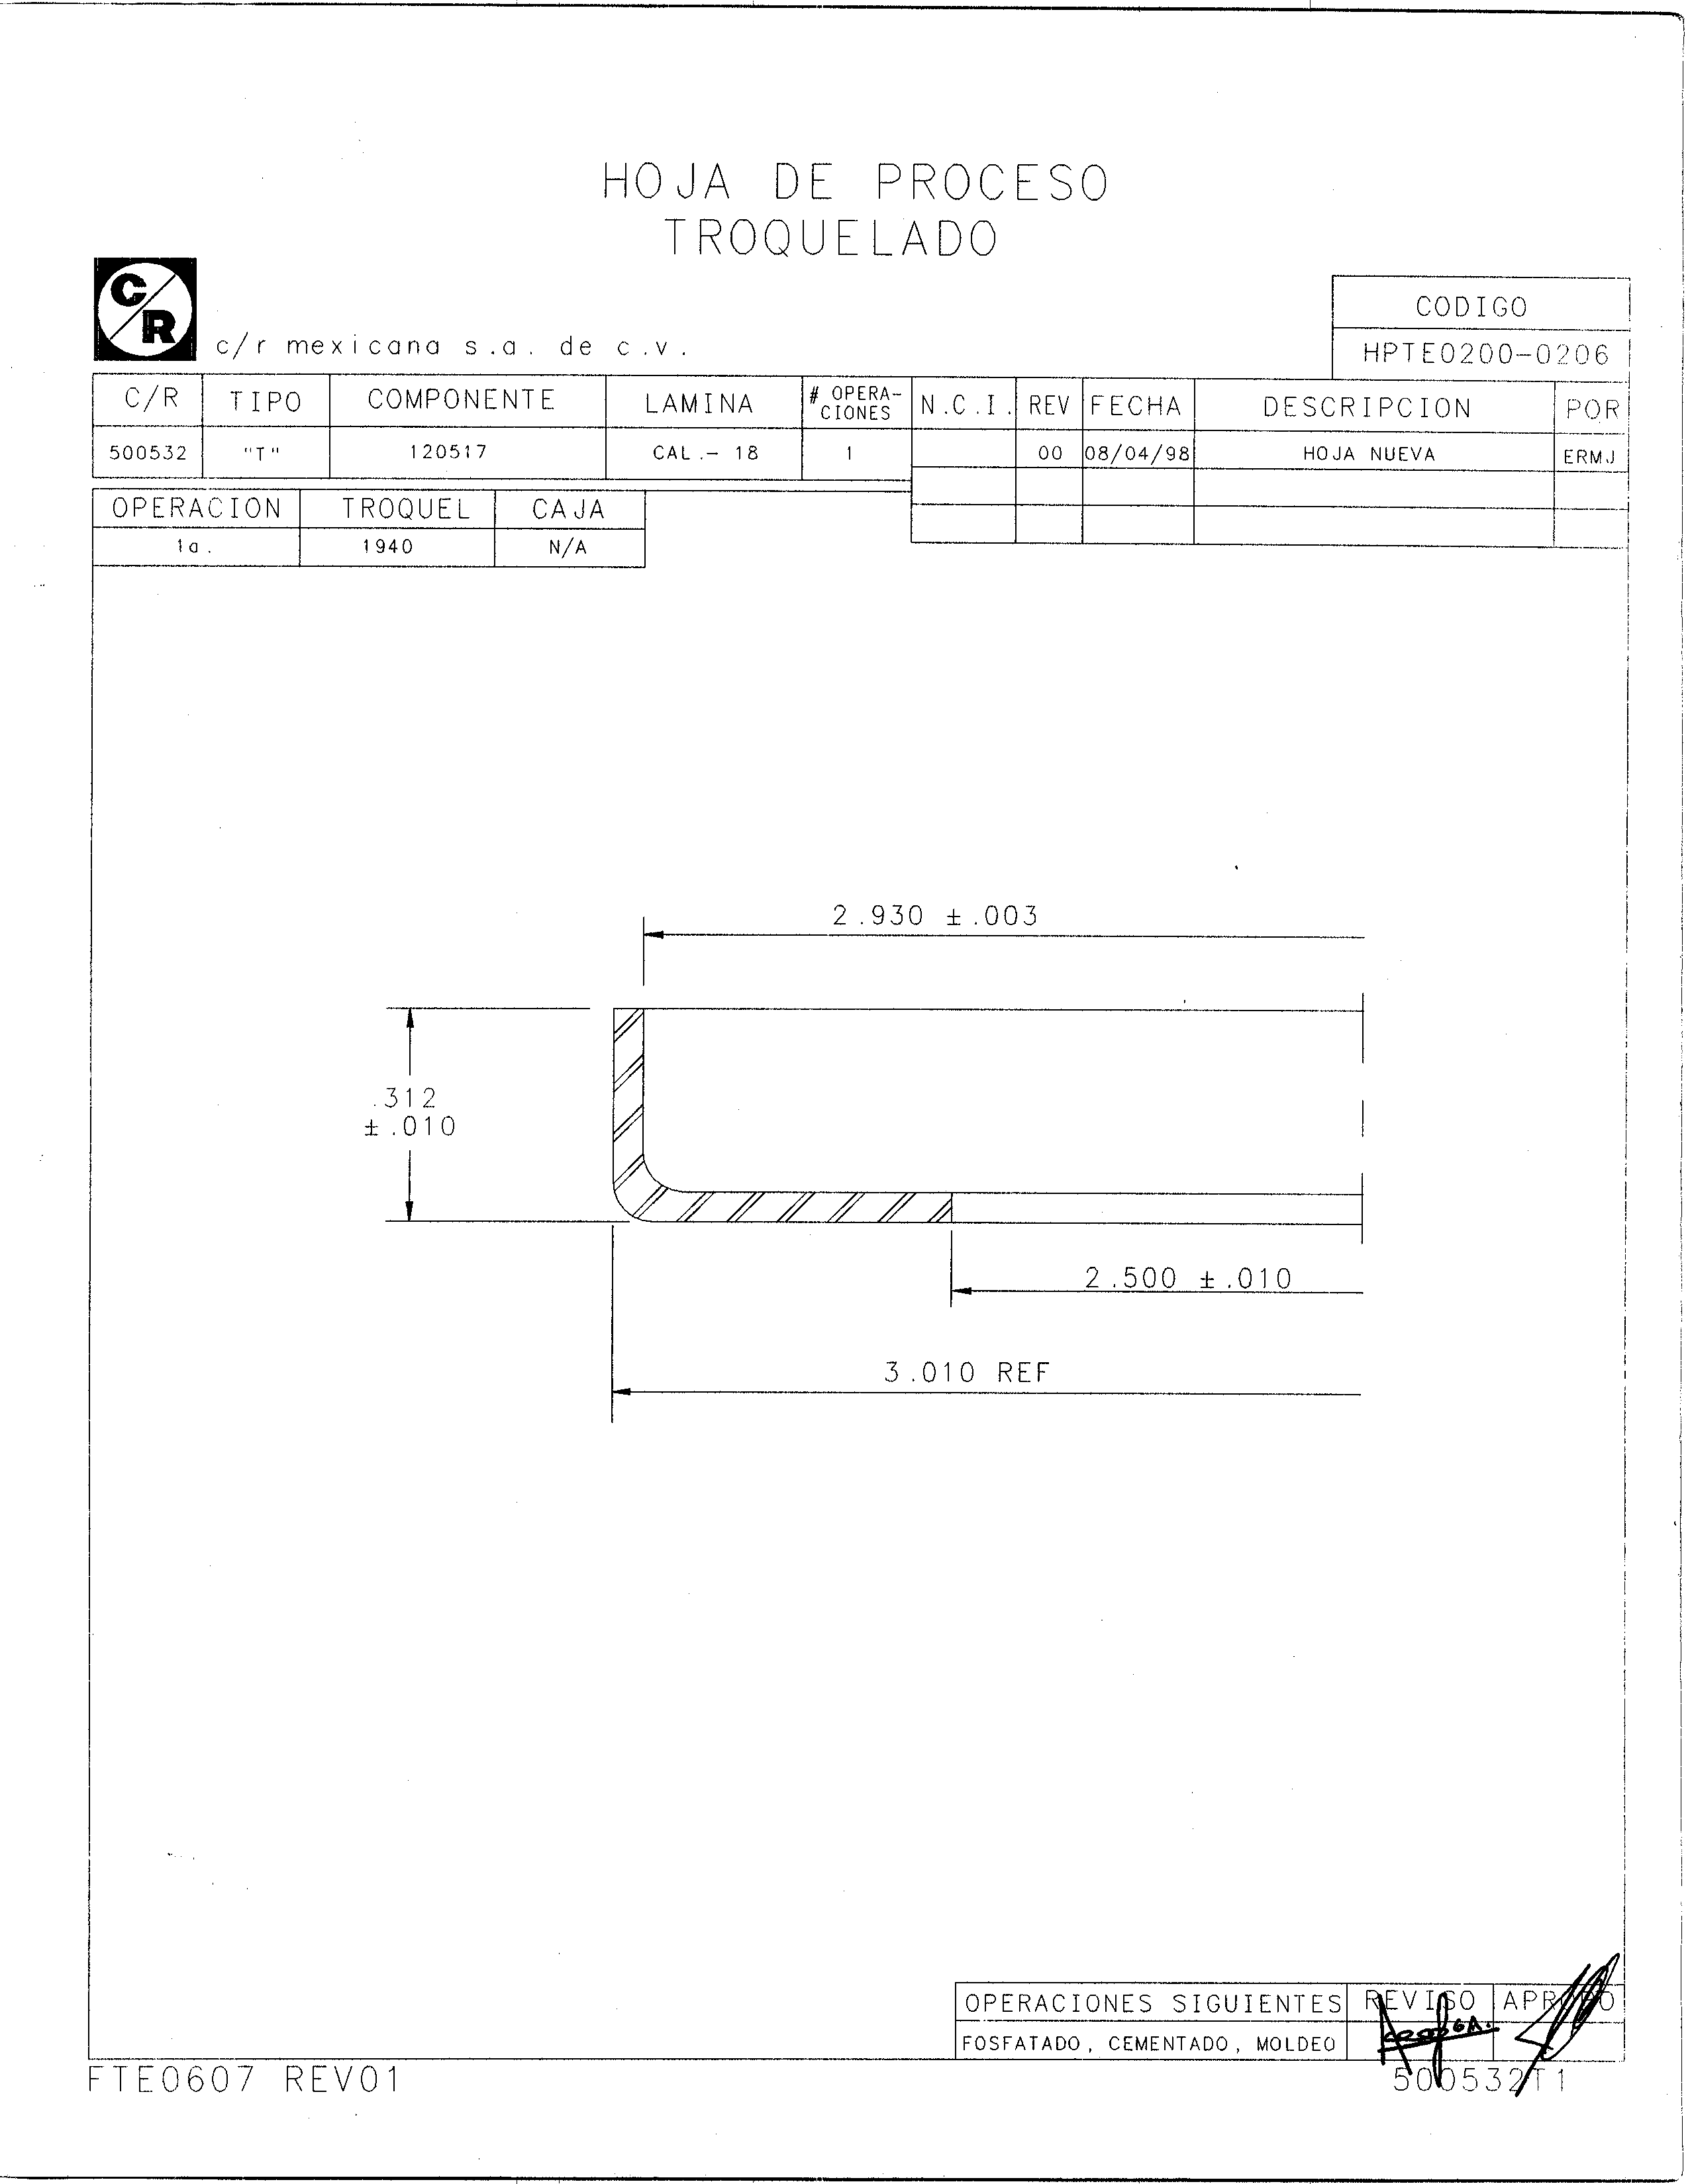 HOJA DE PROCESO
TROQUELADO
C/R
c/r mexicana s.a. de c.v.
CODIGO
HPTE0200-0206
C/R TIPO COMPONENTE LAMINA # OPERA-CIONES N.C.I. REV FECHA DESCRIPCION POR
500532 "T" 120517 CAL.- 18 1 00 08/04/98 HOJA NUEVA ERMJ
OPERACION TROQUEL CAJA
1a. 1940 N/A
2.930 ±.003
.312
±.010
2.500 ±.010
3.010 REF
OPERACIONES SIGUIENTES REVISO APROBO
FOSFATADO, CEMENTADO, MOLDEO
FTE0607 REV01
500532T1